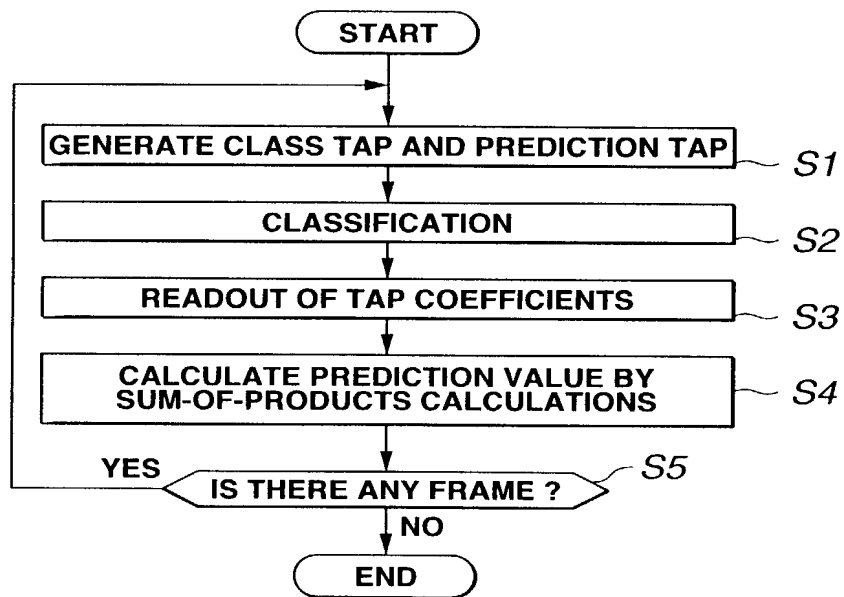 START
GENERATE CLASS TAP AND PREDICTION TAP
S1
CLASSIFICATION
S2
READOUT OF TAP COEFFICIENTS
S3
CALCULATE PREDICTION VALUE BY
SUM-OF-PRODUCTS CALCULATIONS
S4
YES
IS THERE ANY FRAME ?
S5
NO
END